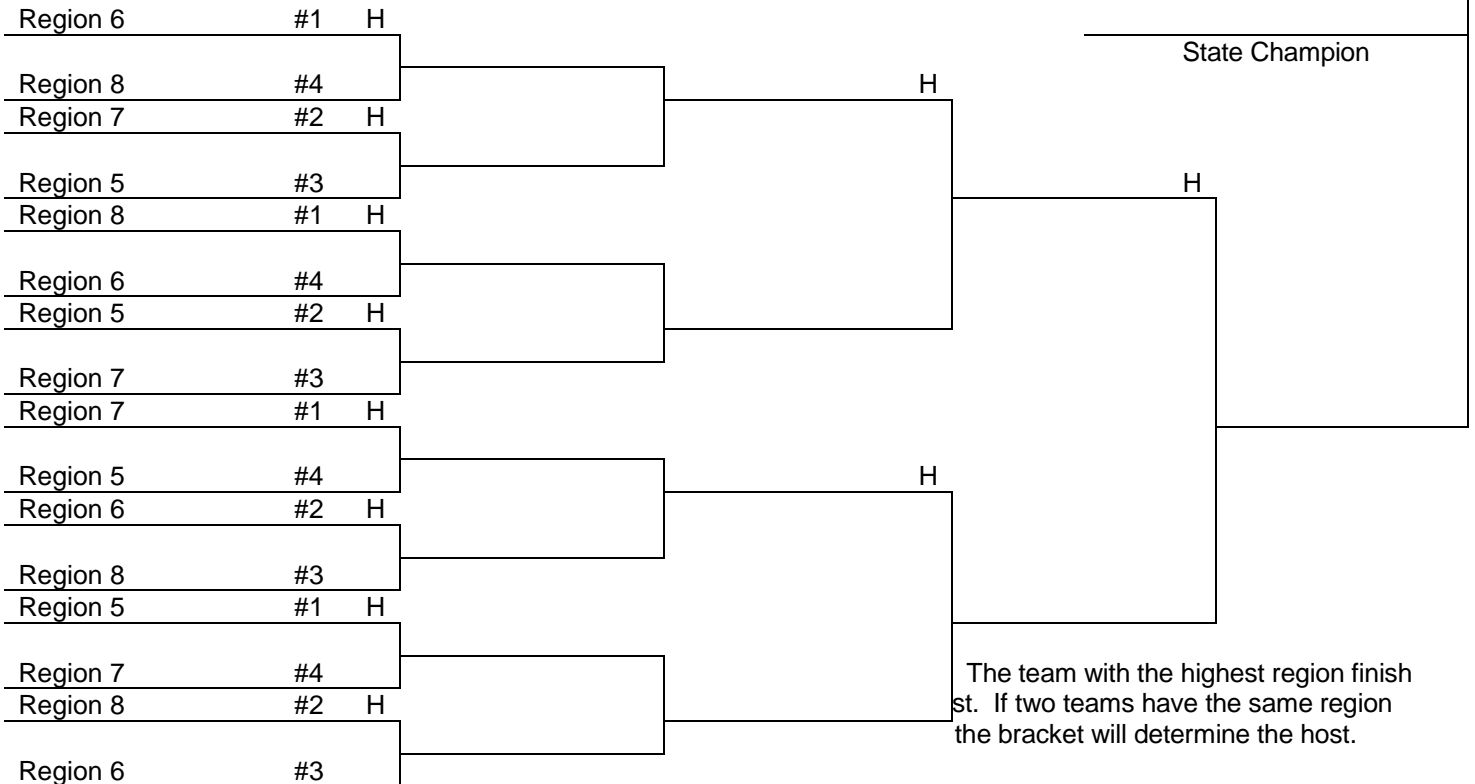 Region 6 #1 H
State Champion
Region 8 #4 H
Region 7 #2 H
Region 5 #3 H
Region 8 #1 H
Region 6 #4
Region 5 #2 H
Region 7 #3
Region 7 #1 H
Region 5 #4 H
Region 6 #2 H
Region 8 #3
Region 5 #1 H
Region 7 #4 The team with the highest region finish
Region 8 #2 H st. If two teams have the same region
the bracket will determine the host.
Region 6 #3